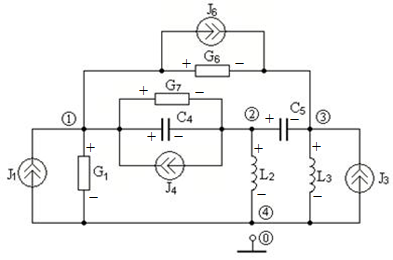 J6
+ G6 −
G7
+ −
① ② ③
C4
+ −
C5
+ −
J1
+
G1
−
J4
+
L2
−
+
L3
−
J3
④
⓪